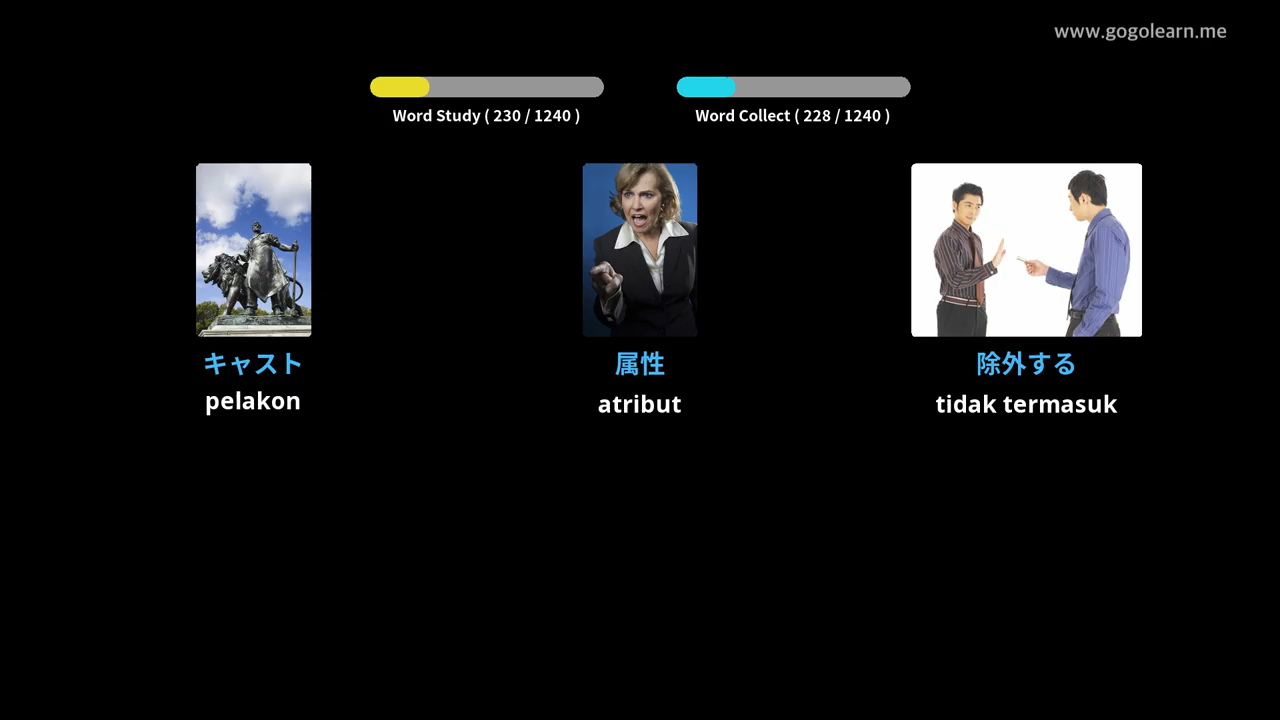 www.gogolearn.me
Word Study ( 230 / 1240 )
Word Collect ( 228 / 1240 )
キャスト
pelakon
属性
atribut
除外する
tidak termasuk